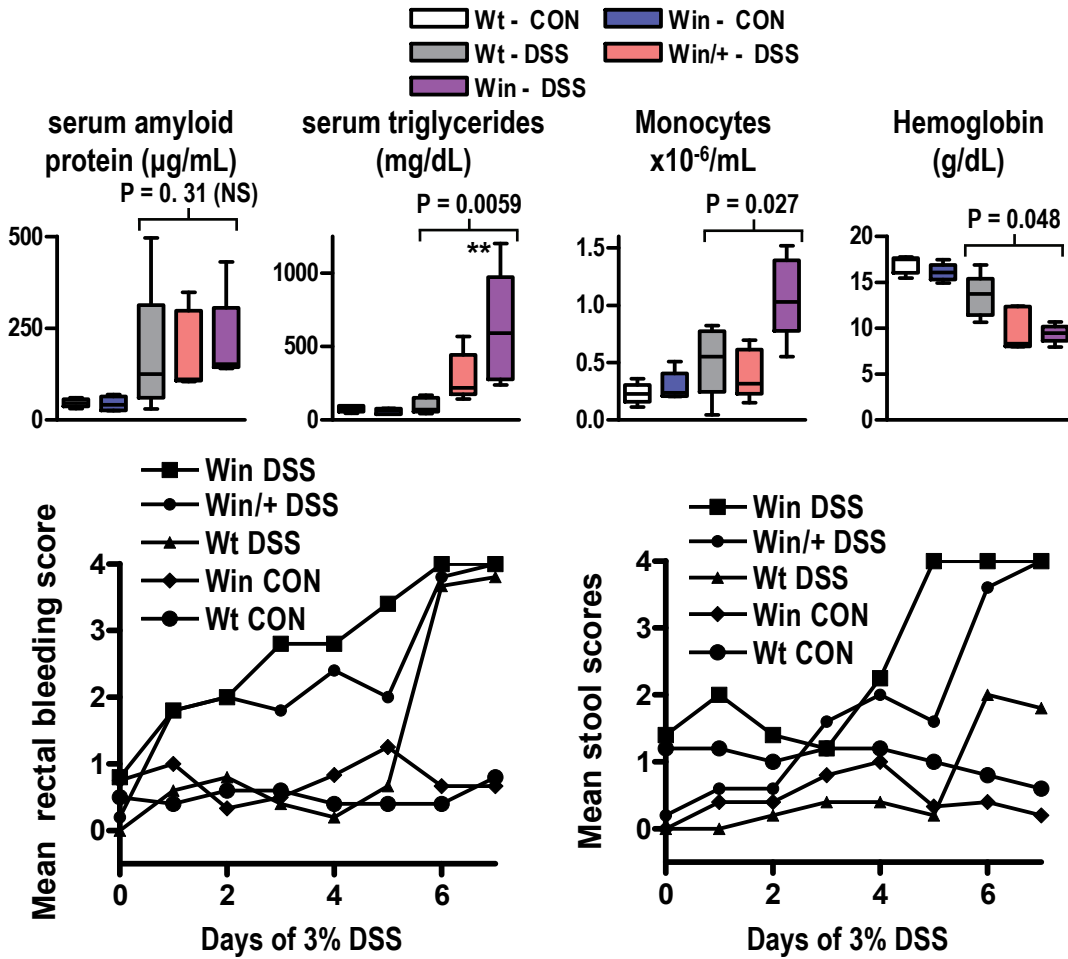 Wt - CON
Win - CON
Wt - DSS
Win/+ - DSS
Win - DSS
serum amyloid
protein (µg/mL)
serum triglycerides
(mg/dL)
Monocytes
x10⁻⁶/mL
Hemoglobin
(g/dL)
P = 0. 31 (NS)
P = 0.0059
P = 0.027
P = 0.048
**
500
250
0
1000
500
0
1.5
1.0
0.5
0.0
20
15
10
5
0
Win DSS
Win/+ DSS
Wt DSS
Win CON
Wt CON
Mean rectal bleeding score
4
3
2
1
0
0 2 4 6
Days of 3% DSS
Win DSS
Win/+ DSS
Wt DSS
Win CON
Wt CON
Mean stool scores
4
3
2
1
0
0 2 4 6
Days of 3% DSS